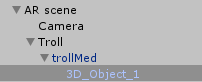 AR scene
Camera
Troll
trollMed
3D_Object_1